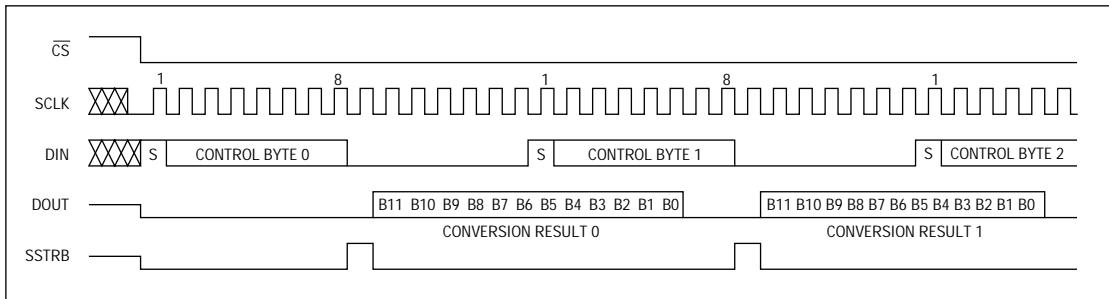 CS
1 8 1 8 1
SCLK
DIN S CONTROL BYTE 0 S CONTROL BYTE 1 S CONTROL BYTE 2
DOUT B11 B10 B9 B8 B7 B6 B5 B4 B3 B2 B1 B0 B11 B10 B9 B8 B7 B6 B5 B4 B3 B2 B1 B0
CONVERSION RESULT 0 CONVERSION RESULT 1
SSTRB